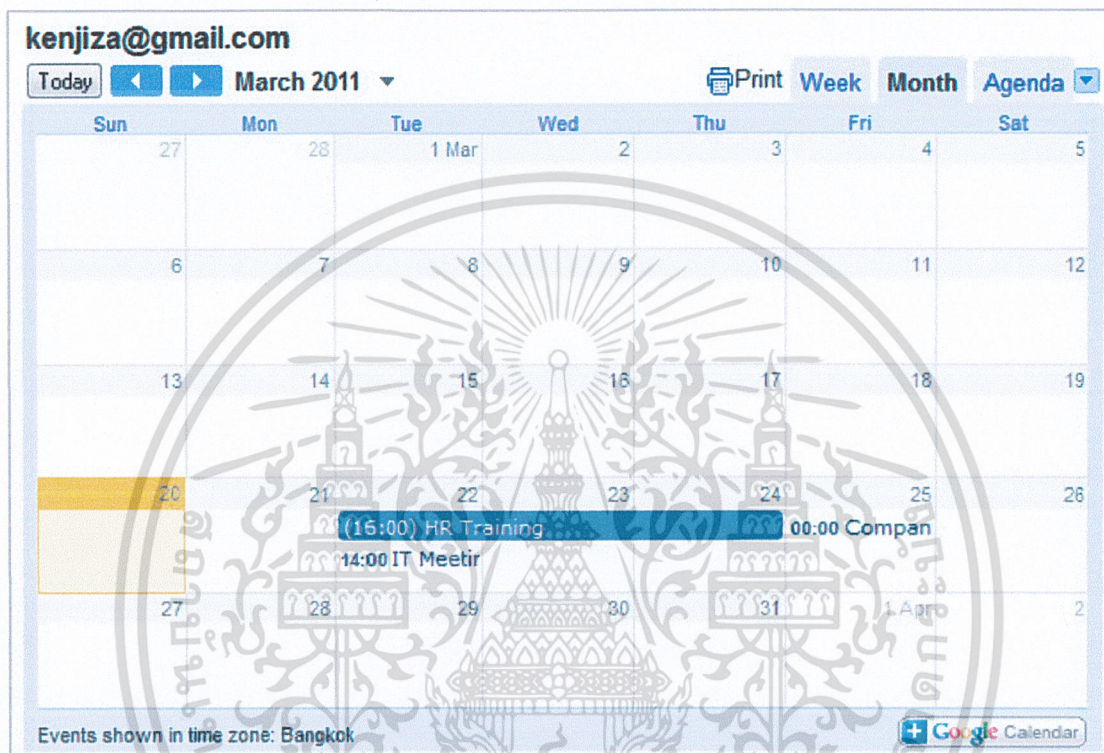 kenjiza@gmail.com
Today March 2011 Print Week Month Agenda
Sun Mon Tue Wed Thu Fri Sat
27 28 1 Mar 2 3 4 5
6 7 8 9 10 11 12
13 14 15 16 17 18 19
20 21 22 23 24 25 26
(16:00) HR Training 00:00 Compan
14:00 IT Meetir
27 28 29 30 31 1 Apr 2
Events shown in time zone: Bangkok Google Calendar